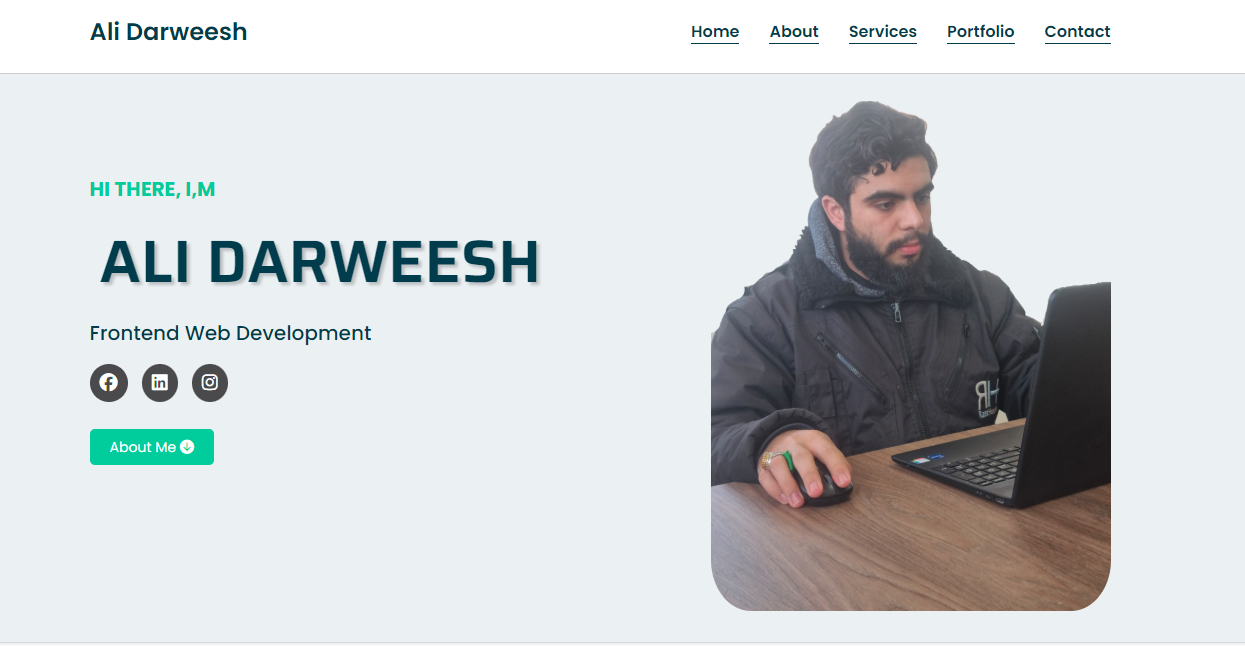 Ali Darweesh
Home About Services Portfolio Contact
HI THERE, I,M
ALI DARWEESH
Frontend Web Development
About Me